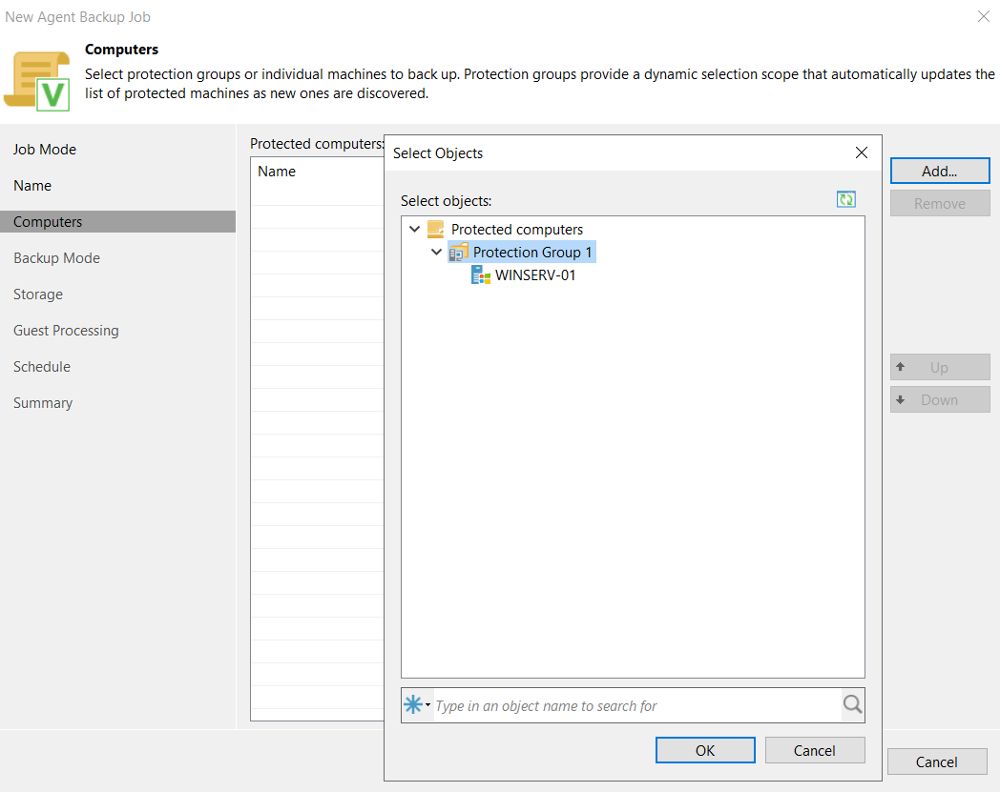 New Agent Backup Job
Computers
Select protection groups or individual machines to back up. Protection groups provide a dynamic selection scope that automatically updates the
list of protected machines as new ones are discovered.
V
Job Mode
Name
Computers
Backup Mode
Storage
Guest Processing
Schedule
Summary
Protected computers:
Name
Select Objects
Select objects:
Protected computers
Protection Group 1
WINSERV-01
Type in an object name to search for
OK
Cancel
Add...
Remove
Up
Down
Cancel